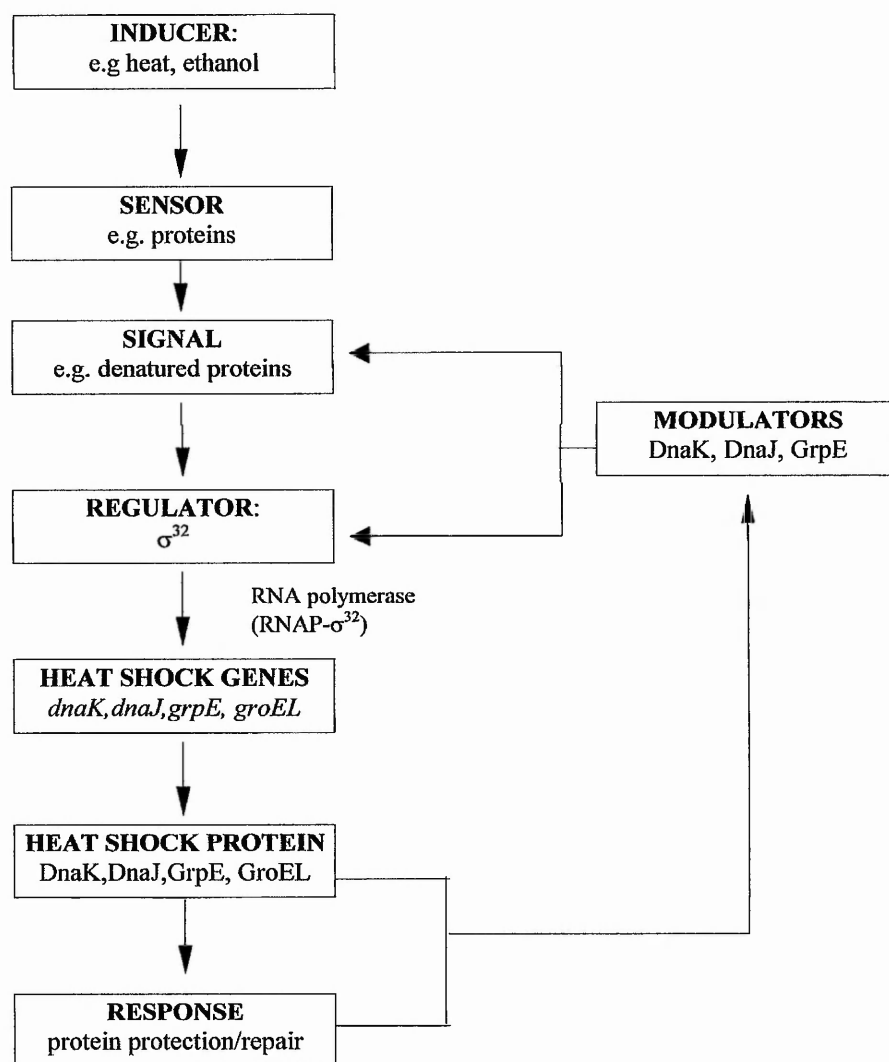 INDUCER:
e.g heat, ethanol
SENSOR
e.g. proteins
SIGNAL
e.g. denatured proteins
MODULATORS
DnaK, DnaJ, GrpE
REGULATOR:
σ³²
RNA polymerase
(RNAP-σ³²)
HEAT SHOCK GENES
dnaK,dnaJ,grpE, groEL
HEAT SHOCK PROTEIN
DnaK,DnaJ,GrpE, GroEL
RESPONSE
protein protection/repair